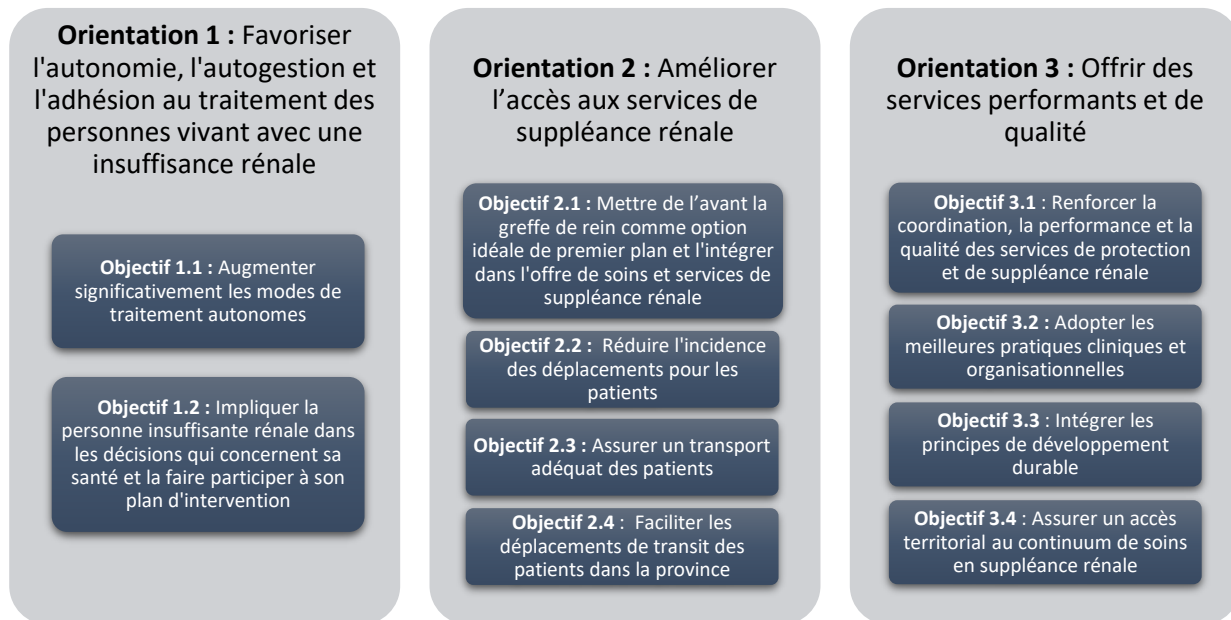 Orientation 1 : Favoriser
l'autonomie, l'autogestion et
l'adhésion au traitement des
personnes vivant avec une
insuffisance rénale
Objectif 1.1 : Augmenter
significativement les modes de
traitement autonomes
Objectif 1.2 : Impliquer la
personne insuffisante rénale dans
les décisions qui concernent sa
santé et la faire participer à son
plan d'intervention
Orientation 2 : Améliorer
l’accès aux services de
suppléance rénale
Objectif 2.1 : Mettre de l’avant la
greffe de rein comme option
idéale de premier plan et l'intégrer
dans l'offre de soins et services de
suppléance rénale
Objectif 2.2 : Réduire l'incidence
des déplacements pour les
patients
Objectif 2.3 : Assurer un transport
adéquat des patients
Objectif 2.4 : Faciliter les
déplacements de transit des
patients dans la province
Orientation 3 : Offrir des
services performants et de
qualité
Objectif 3.1 : Renforcer la
coordination, la performance et la
qualité des services de protection
et de suppléance rénale
Objectif 3.2 : Adopter les
meilleures pratiques cliniques et
organisationnelles
Objectif 3.3 : Intégrer les
principes de développement
durable
Objectif 3.4 : Assurer un accès
territorial au continuum de soins
en suppléance rénale